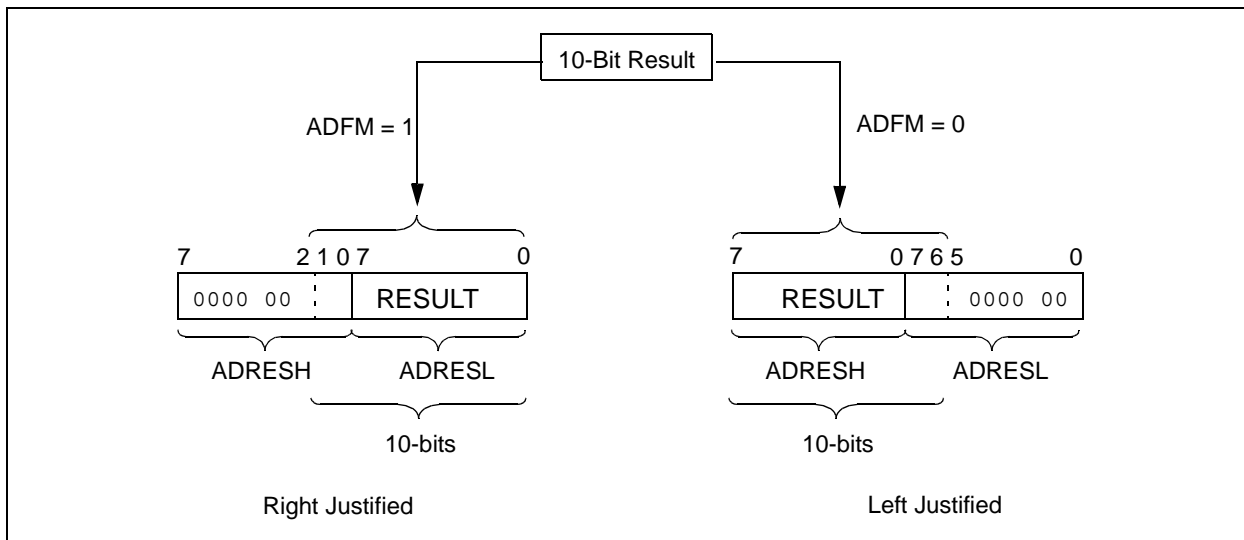 10-Bit Result
ADFM = 1
ADFM = 0
7 2 1 0 7 0
7 0 7 6 5 0
0000 00 RESULT
RESULT 0000 00
ADRESH ADRESL
ADRESH ADRESL
10-bits
10-bits
Right Justified
Left Justified